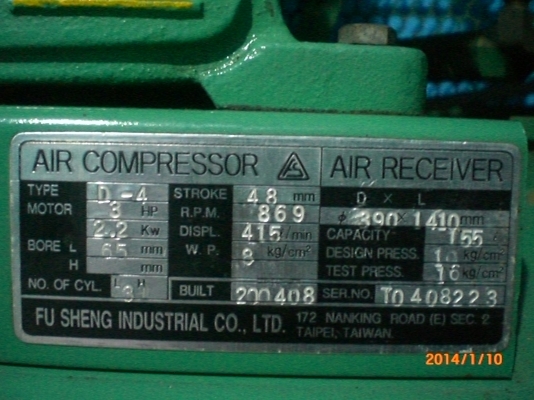 AIR COMPRESSOR
TYPE D-4
MOTOR 3 HP
2.2 Kw
BORE L 65 mm
H mm
NO. OF CYL. L H
3
STROKE 48 mm
R.P.M. 869
DISPL. 415 l/min
W. P. 8 kg/cm²
BUILT 200408
AIR RECEIVER
D × L
φ 390 × 1410 mm
CAPACITY 155 ℓ
DESIGN PRESS. kg/cm²
TEST PRESS. 16 kg/cm²
SER.NO. T0408223
FU SHENG INDUSTRIAL CO., LTD.
172 NANKING ROAD (E) SEC 2
TAIPEI, TAIWAN.
2014/1/10